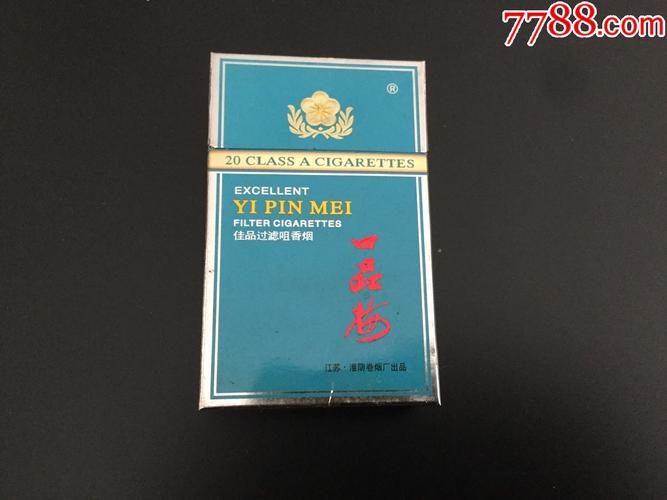 7788.com
®
20 CLASS A CIGARETTES
EXCELLENT
YI PIN MEI
FILTER CIGARETTES
佳品过滤咀香烟
一品梅
江苏·淮阴卷烟厂出品